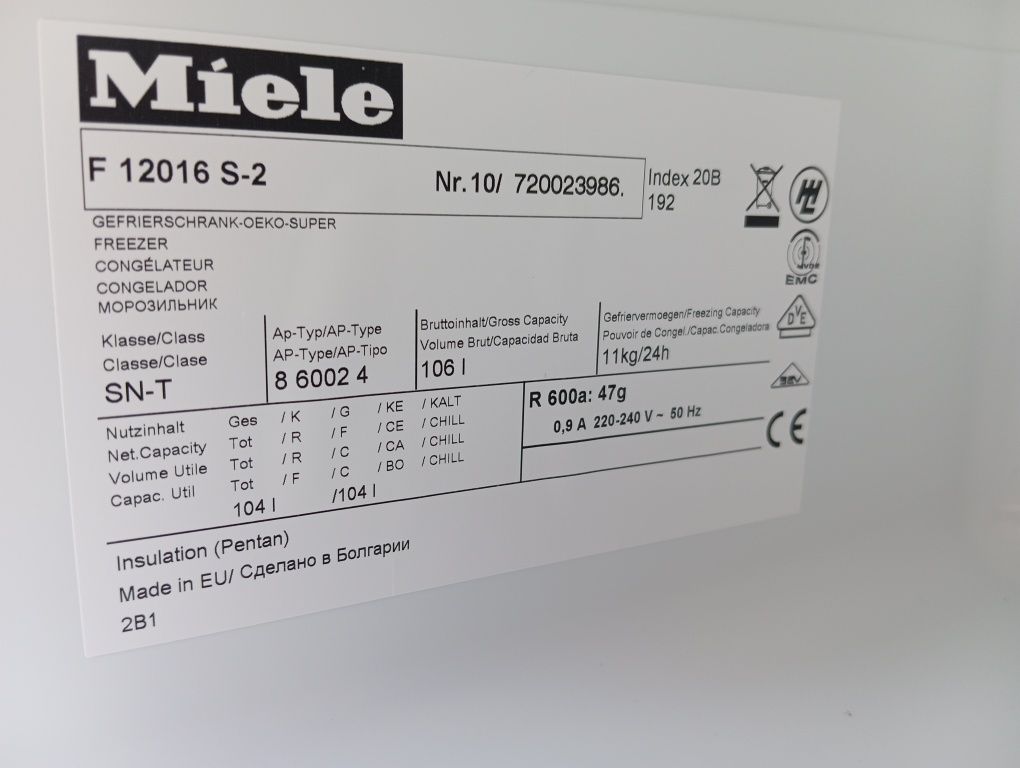 Miele
F 12016 S-2 Nr.10/ 720023986. Index 20B
192
GEFRIERSCHRANK-OEKO-SUPER
FREEZER
CONGÉLATEUR
CONGELADOR
МОРОЗИЛЬНИК
EMC
DVE
Klasse/Class
Classe/Clase
SN-T
Ap-Typ/AP-Type
AP-Type/AP-Tipo
8 6002 4
Bruttoinhalt/Gross Capacity
Volume Brut/Capacidad Bruta
106 l
Gefriervermoegen/Freezing Capacity
Pouvoir de Congel./Capac.Congeladora
11kg/24h
Nutzinhalt Ges / K / G / KE / KALT
Net.Capacity Tot / R / F / CE / CHILL
Volume Utile Tot / R / C / CA / CHILL
Capac. Util Tot / F / C / BO / CHILL
104 l /104 l
R 600a: 47g
0,9 A 220-240 V ~ 50 Hz
CE
Insulation (Pentan)
Made in EU/ Сделано в Болгарии
2B1